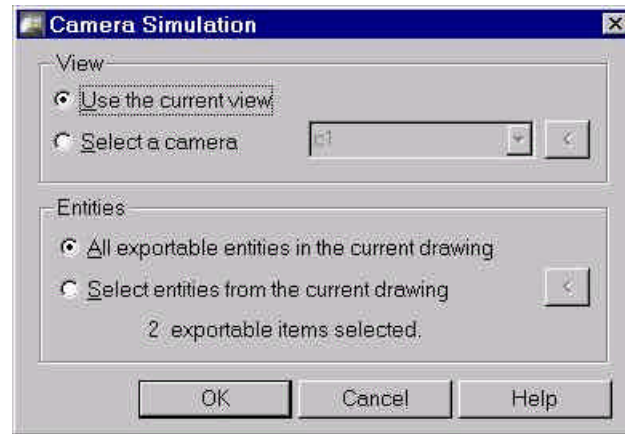 Camera Simulation
View
Use the current view
Select a camera
c1
<
Entities
All exportable entities in the current drawing
Select entities from the current drawing
<
2 exportable items selected.
OK
Cancel
Help